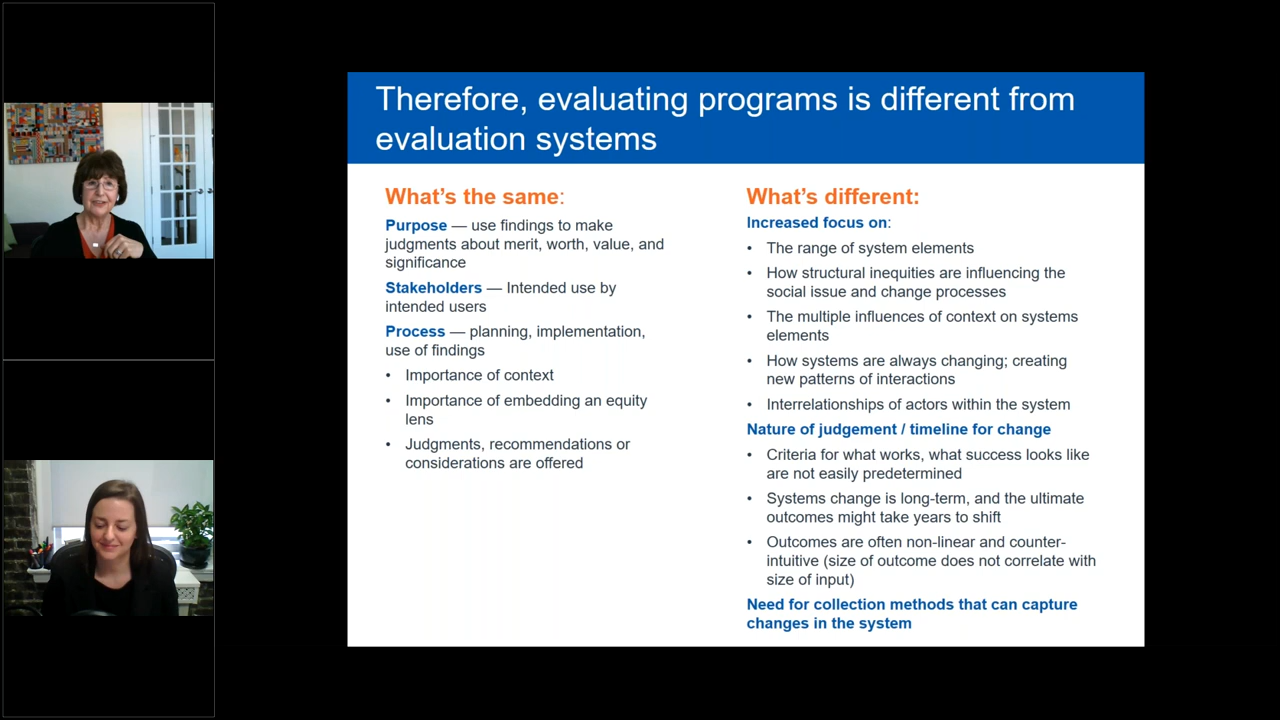 Therefore, evaluating programs is different from
evaluation systems
What's the same:
Purpose — use findings to make
judgments about merit, worth, value, and
significance
Stakeholders — Intended use by
intended users
Process — planning, implementation,
use of findings
• Importance of context
• Importance of embedding an equity
lens
• Judgments, recommendations or
considerations are offered
What's different:
Increased focus on:
• The range of system elements
• How structural inequities are influencing the
social issue and change processes
• The multiple influences of context on systems
elements
• How systems are always changing; creating
new patterns of interactions
• Interrelationships of actors within the system
Nature of judgement / timeline for change
• Criteria for what works, what success looks like
are not easily predetermined
• Systems change is long-term, and the ultimate
outcomes might take years to shift
• Outcomes are often non-linear and counter-
intuitive (size of outcome does not correlate with
size of input)
Need for collection methods that can capture
changes in the system